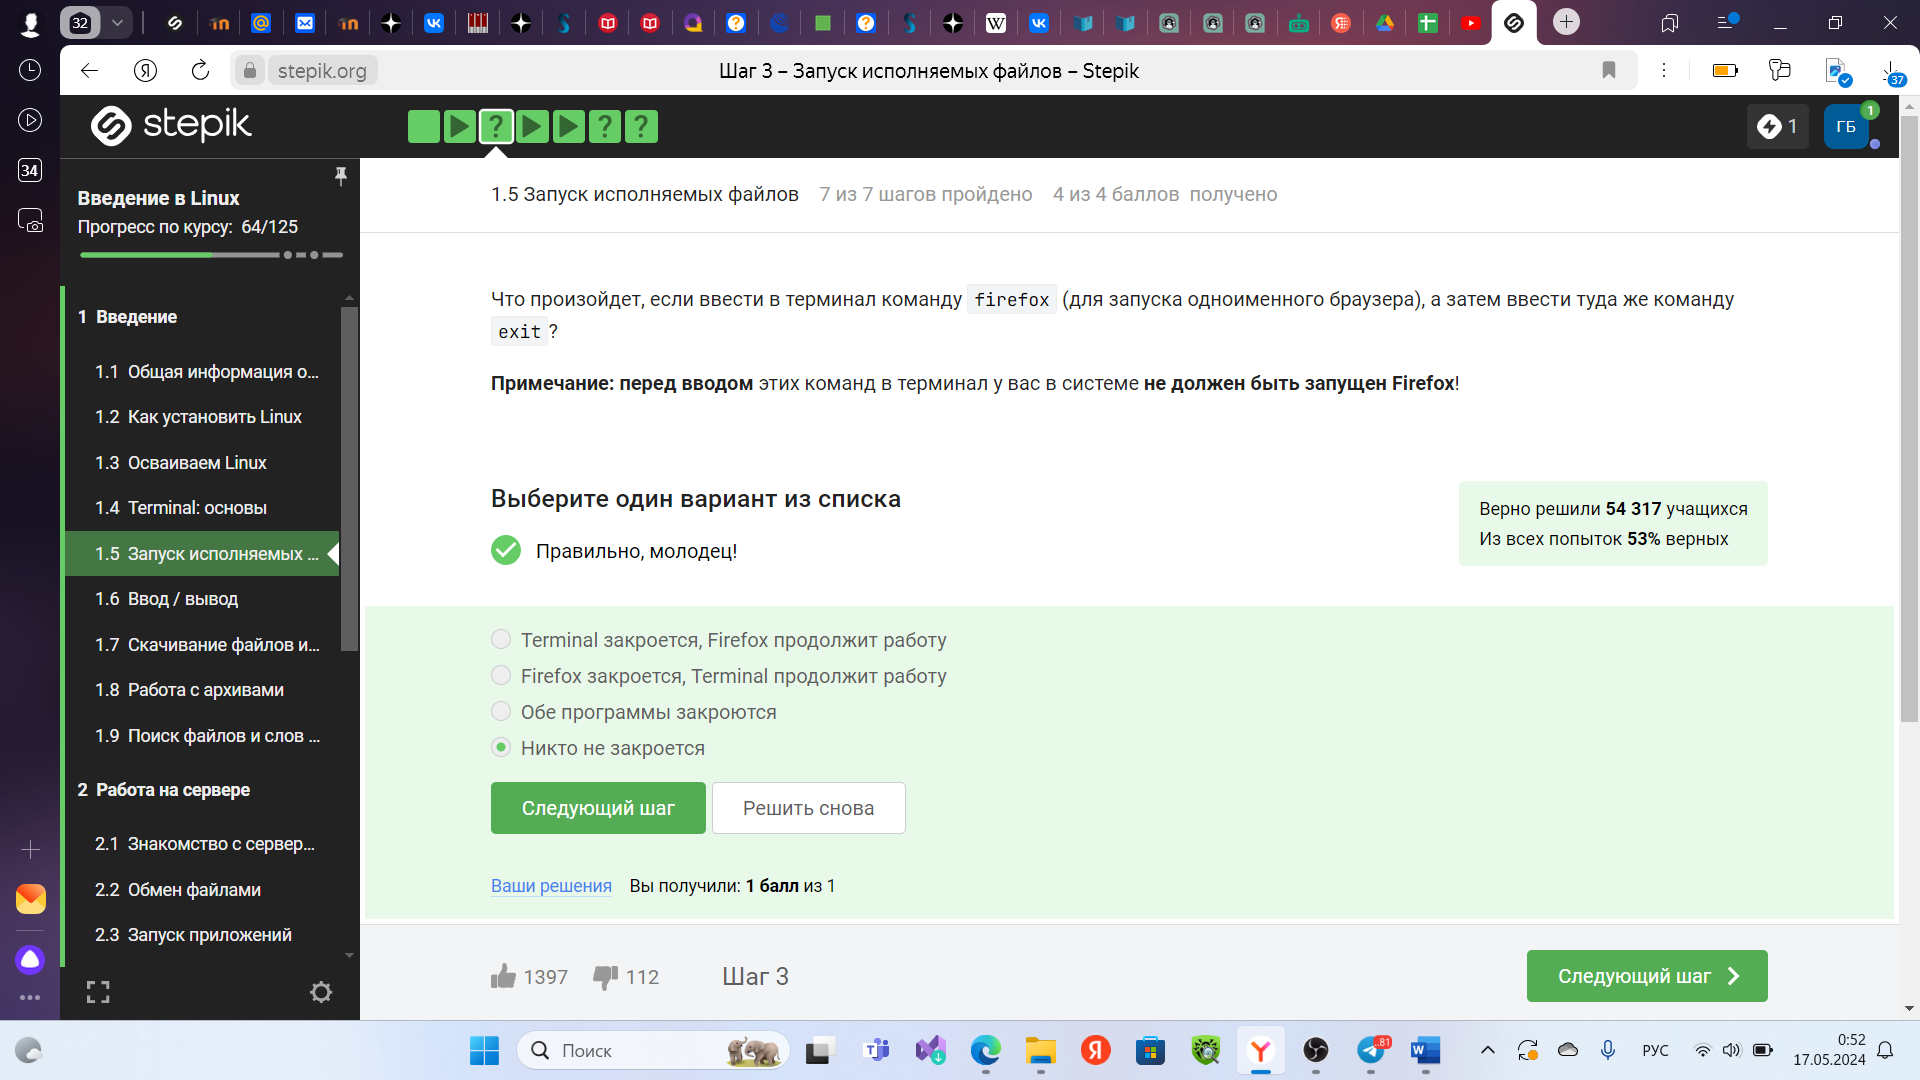 32
stepik.org
Шаг 3 – Запуск исполняемых файлов – Stepik
37
34
stepik
1
ГБ
1
Введение в Linux
Прогресс по курсу: 64/125
1 Введение
1.1 Общая информация о...
1.2 Как установить Linux
1.3 Осваиваем Linux
1.4 Terminal: основы
1.5 Запуск исполняемых ...
1.6 Ввод / вывод
1.7 Скачивание файлов и...
1.8 Работа с архивами
1.9 Поиск файлов и слов ...
2 Работа на сервере
2.1 Знакомство с сервер...
2.2 Обмен файлами
2.3 Запуск приложений
1.5 Запуск исполняемых файлов 7 из 7 шагов пройдено 4 из 4 баллов получено
Что произойдет, если ввести в терминал команду firefox (для запуска одноименного браузера), а затем ввести туда же команду
exit ?
Примечание: перед вводом этих команд в терминал у вас в системе не должен быть запущен Firefox!
Выберите один вариант из списка
Правильно, молодец!
Верно решили 54 317 учащихся
Из всех попыток 53% верных
Terminal закроется, Firefox продолжит работу
Firefox закроется, Terminal продолжит работу
Обе программы закроются
Никто не закроется
Следующий шаг
Решить снова
Ваши решения Вы получили: 1 балл из 1
1397
112
Шаг 3
Следующий шаг
Поиск
..81
РУС
0:52
17.05.2024